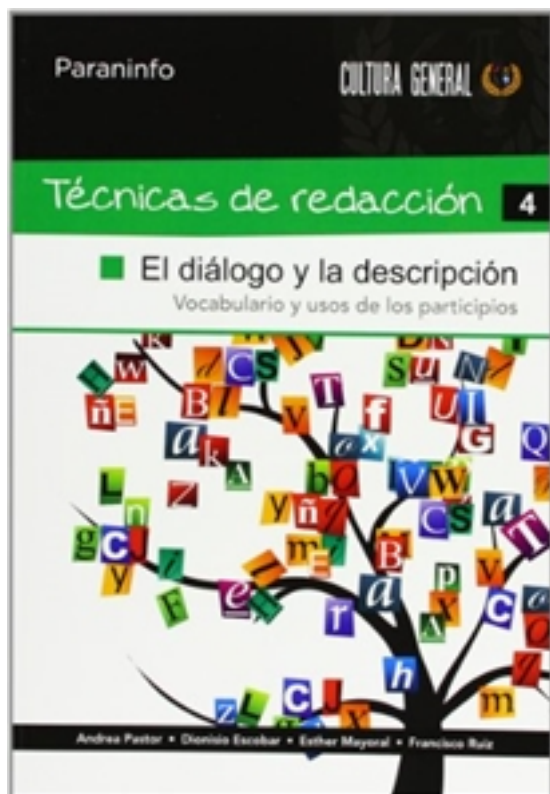 Paraninfo
CULTURA GENERAL
Técnicas de redacción 4
El diálogo y la descripción
Vocabulario y usos de los participios
Andrea Pastor • Dionisio Escobar • Esther Mayoral • Francisco Ruiz